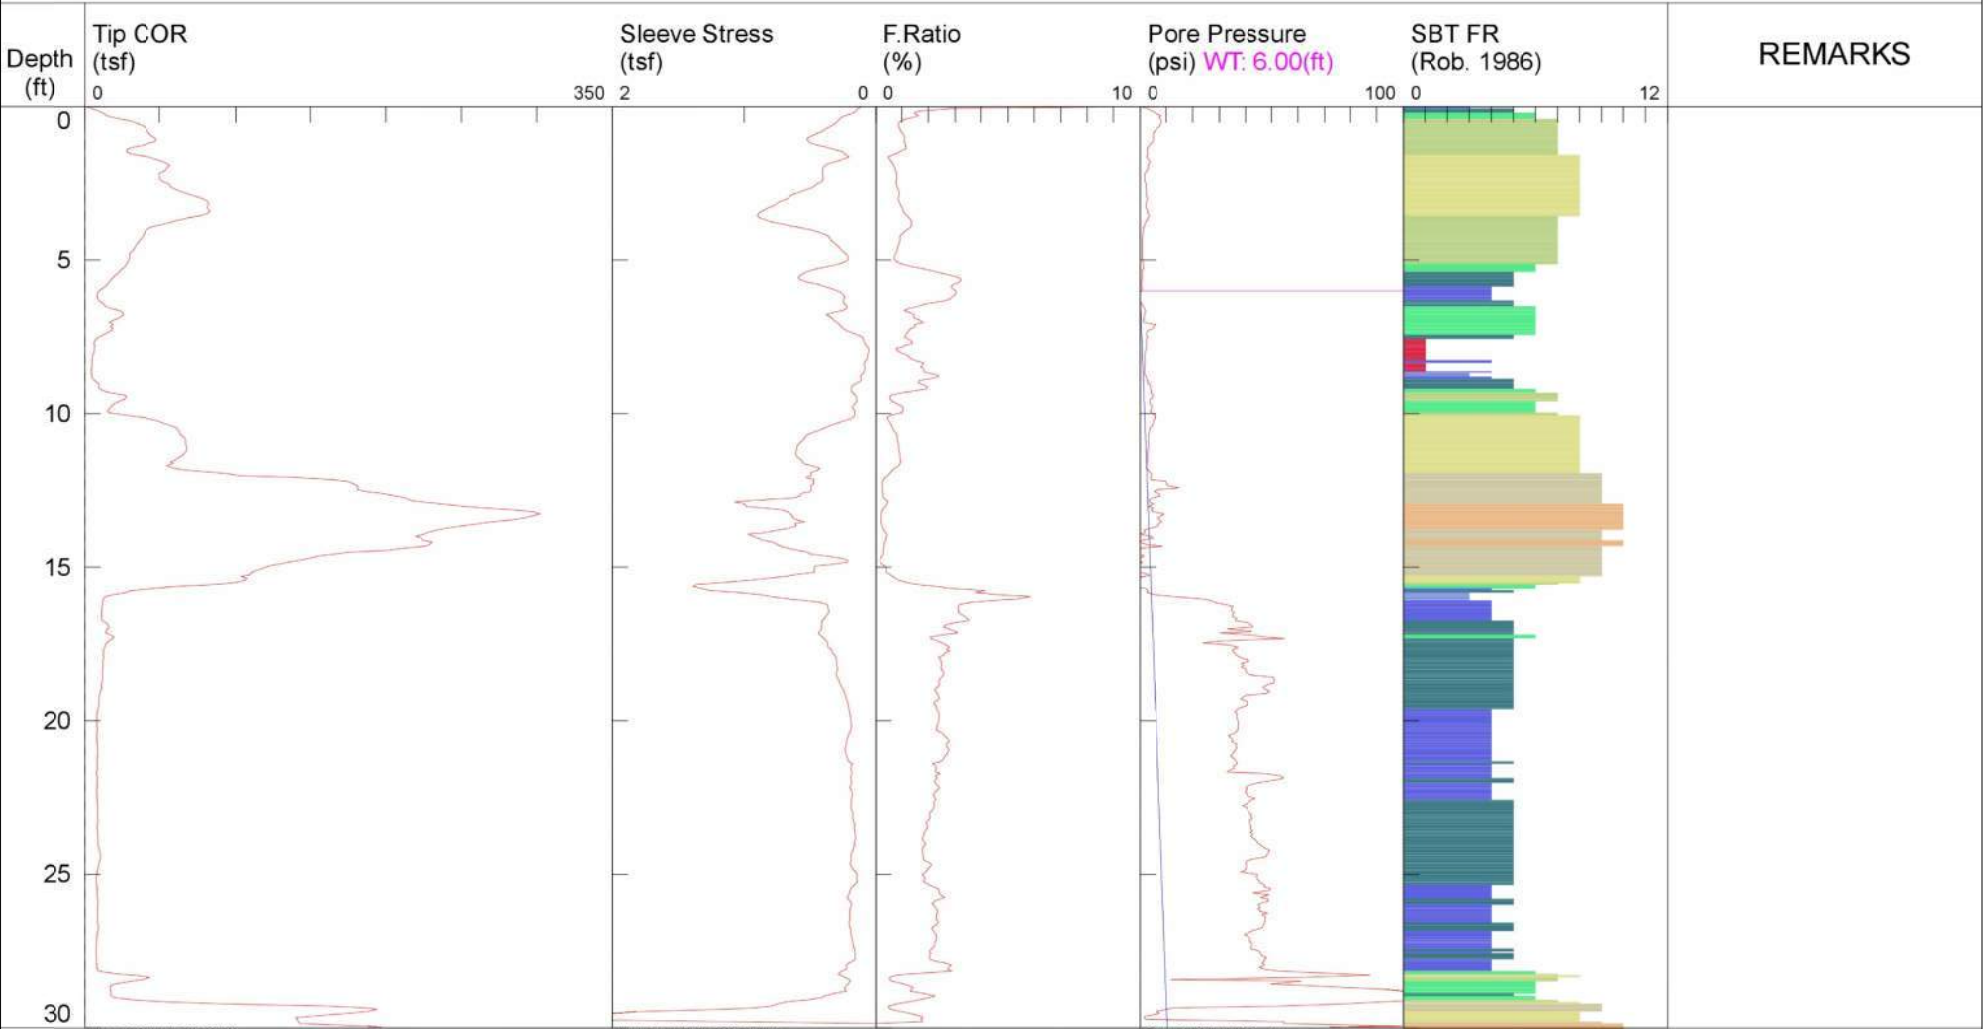 Depth
(ft)
Tip COR
(tsf)
0 350
Sleeve Stress
(tsf)
2 0
F.Ratio
(%)
0 10
Pore Pressure
(psi) WT: 6.00(ft)
0 100
SBT FR
(Rob. 1986)
0 12
REMARKS
0
5
10
15
20
25
30